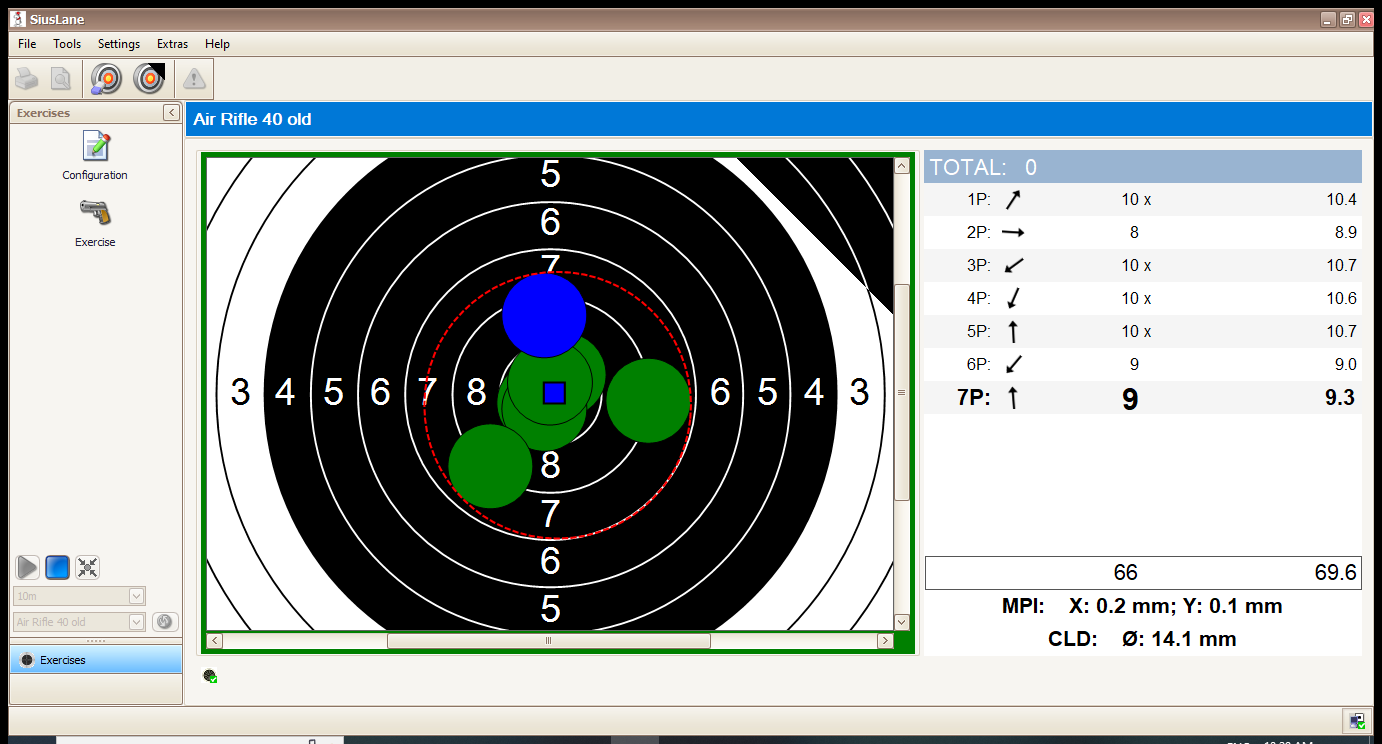 SiusLane
File Tools Settings Extras Help
Exercises
Configuration
Exercise
10m
Air Rifle 40 old
Exercises
Air Rifle 40 old
5
6
7
3 4 5 6 7 8 6 5 4 3
8
7
6
5
TOTAL: 0
1P: 10 x 10.4
2P: 8 8.9
3P: 10 x 10.7
4P: 10 x 10.6
5P: 10 x 10.7
6P: 9 9.0
7P: 9 9.3
66 69.6
MPI: X: 0.2 mm; Y: 0.1 mm
CLD: Ø: 14.1 mm